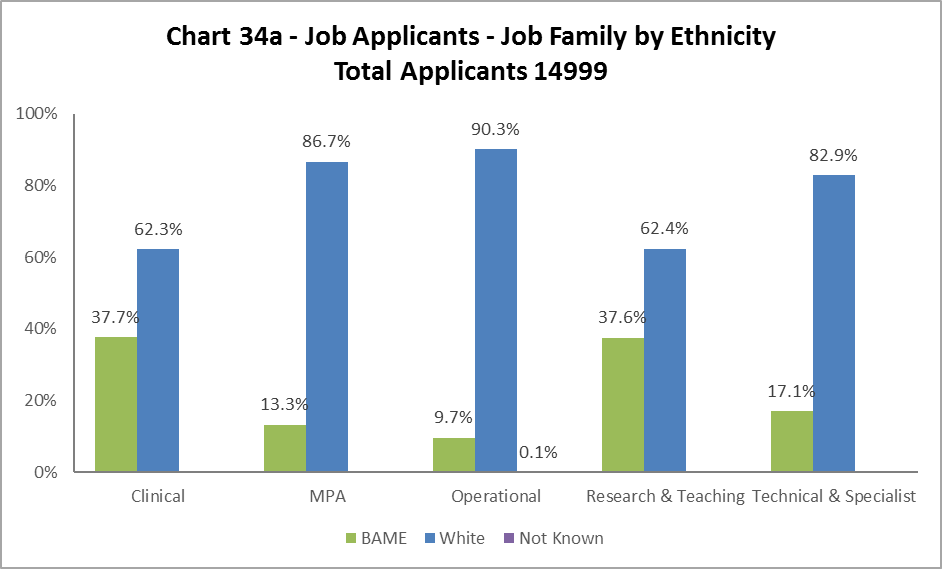 Chart 34a - Job Applicants - Job Family by Ethnicity
Total Applicants 14999
100%
80%
60%
40%
20%
0%
37.7%
62.3%
13.3%
86.7%
9.7%
90.3%
0.1%
37.6%
62.4%
17.1%
82.9%
Clinical
MPA
Operational
Research & Teaching
Technical & Specialist
BAME
White
Not Known